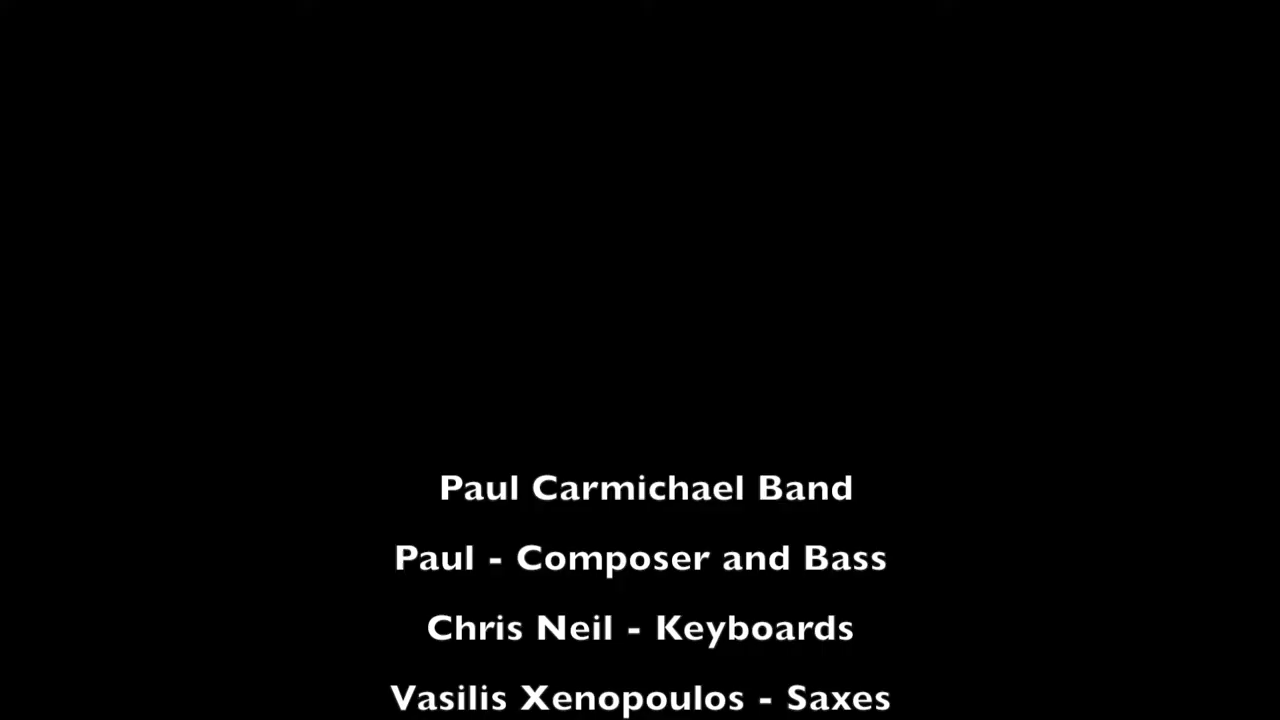 Paul Carmichael Band
Paul - Composer and Bass
Chris Neil - Keyboards
Vasilis Xenopoulos - Saxes